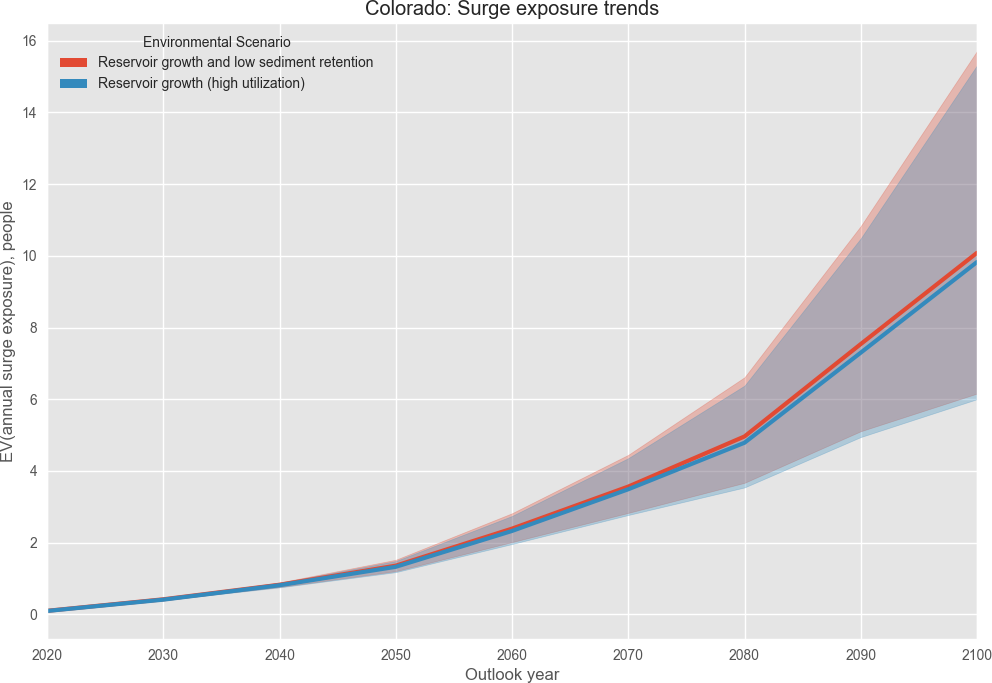 Colorado: Surge exposure trends
Environmental Scenario
Reservoir growth and low sediment retention
Reservoir growth (high utilization)
16
14
12
10
8
6
4
2
0
EV(annual surge exposure), people
2020 2030 2040 2050 2060 2070 2080 2090 2100
Outlook year